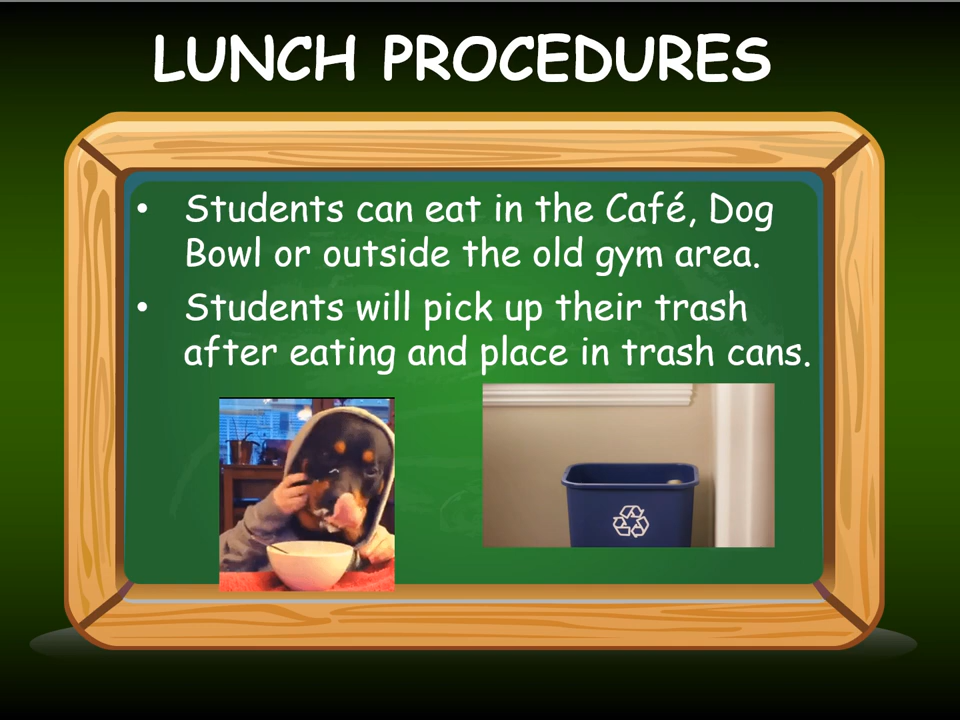 LUNCH PROCEDURES
• Students can eat in the Café, Dog
Bowl or outside the old gym area.
• Students will pick up their trash
after eating and place in trash cans.